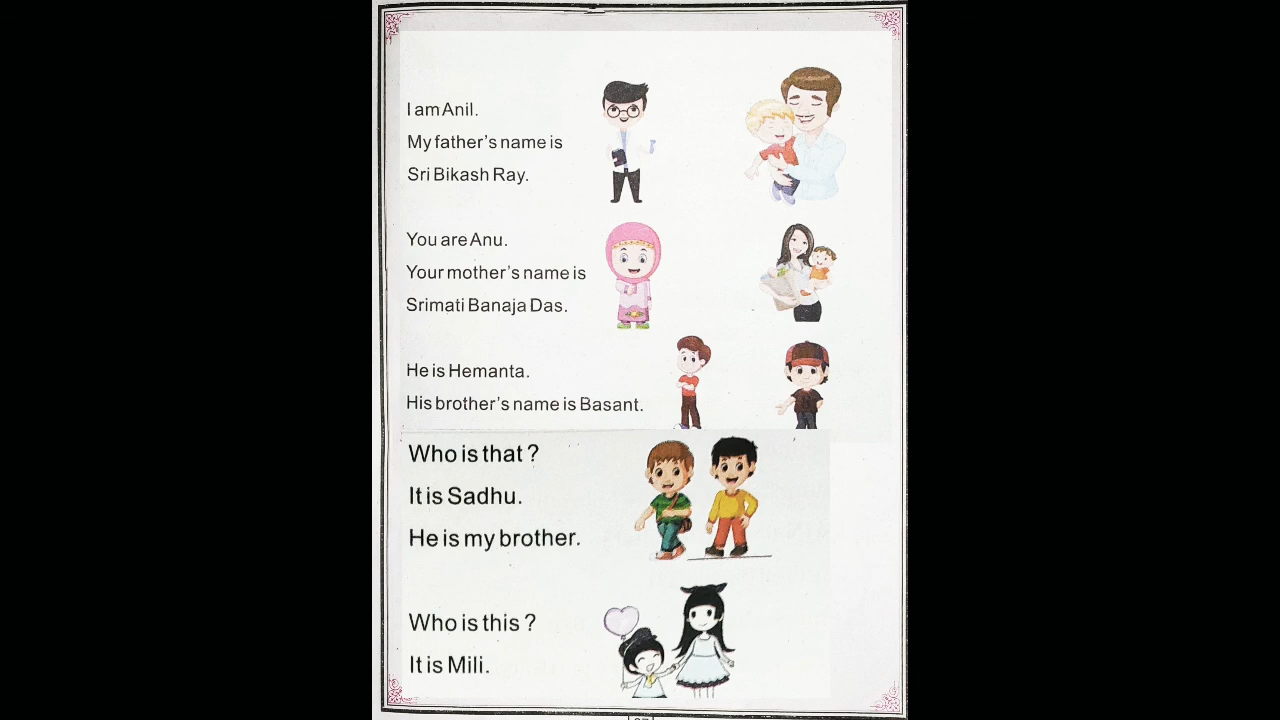 I am Anil.
My father's name is
Sri Bikash Ray.
You are Anu.
Your mother's name is
Srimati Banaja Das.
He is Hemanta.
His brother's name is Basant.
Who is that ?
It is Sadhu.
He is my brother.
Who is this ?
It is Mili.